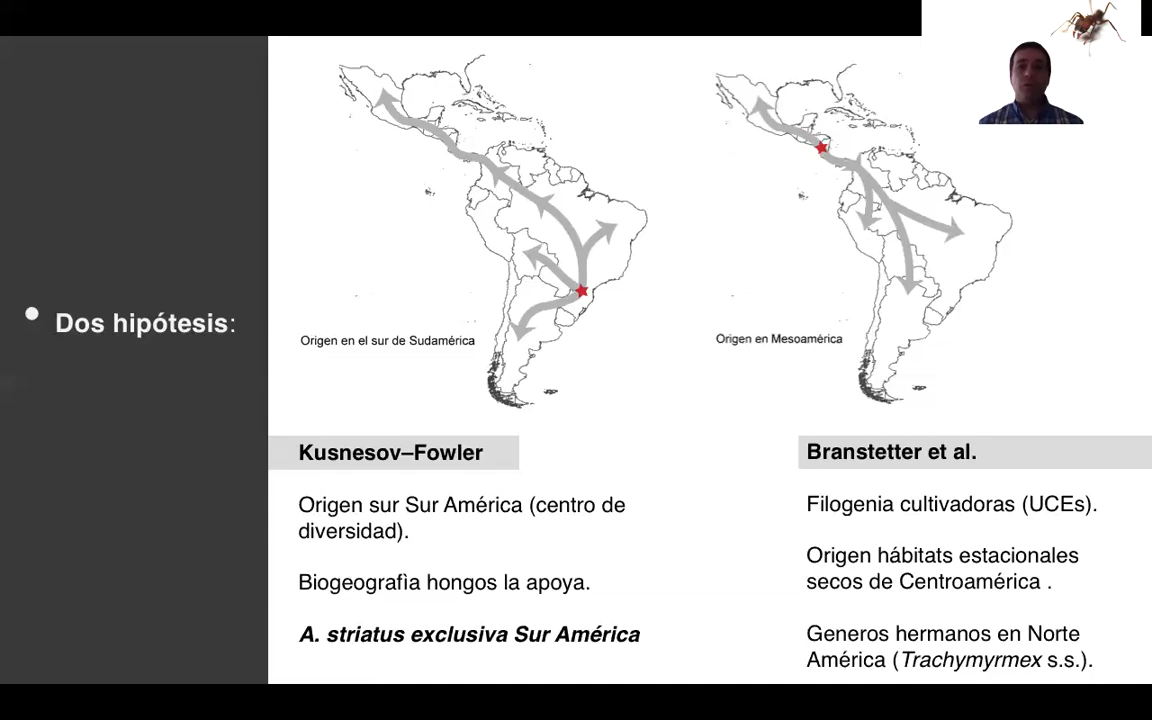 Dos hipótesis:
Origen en el sur de Sudamérica
Origen en Mesoamérica
Kusnesov–Fowler
Origen sur Sur América (centro de
diversidad).
Biogeografìa hongos la apoya.
A. striatus exclusiva Sur América
Branstetter et al.
Filogenia cultivadoras (UCEs).
Origen hábitats estacionales
secos de Centroamérica .
Generos hermanos en Norte
América (Trachymyrmex s.s.).